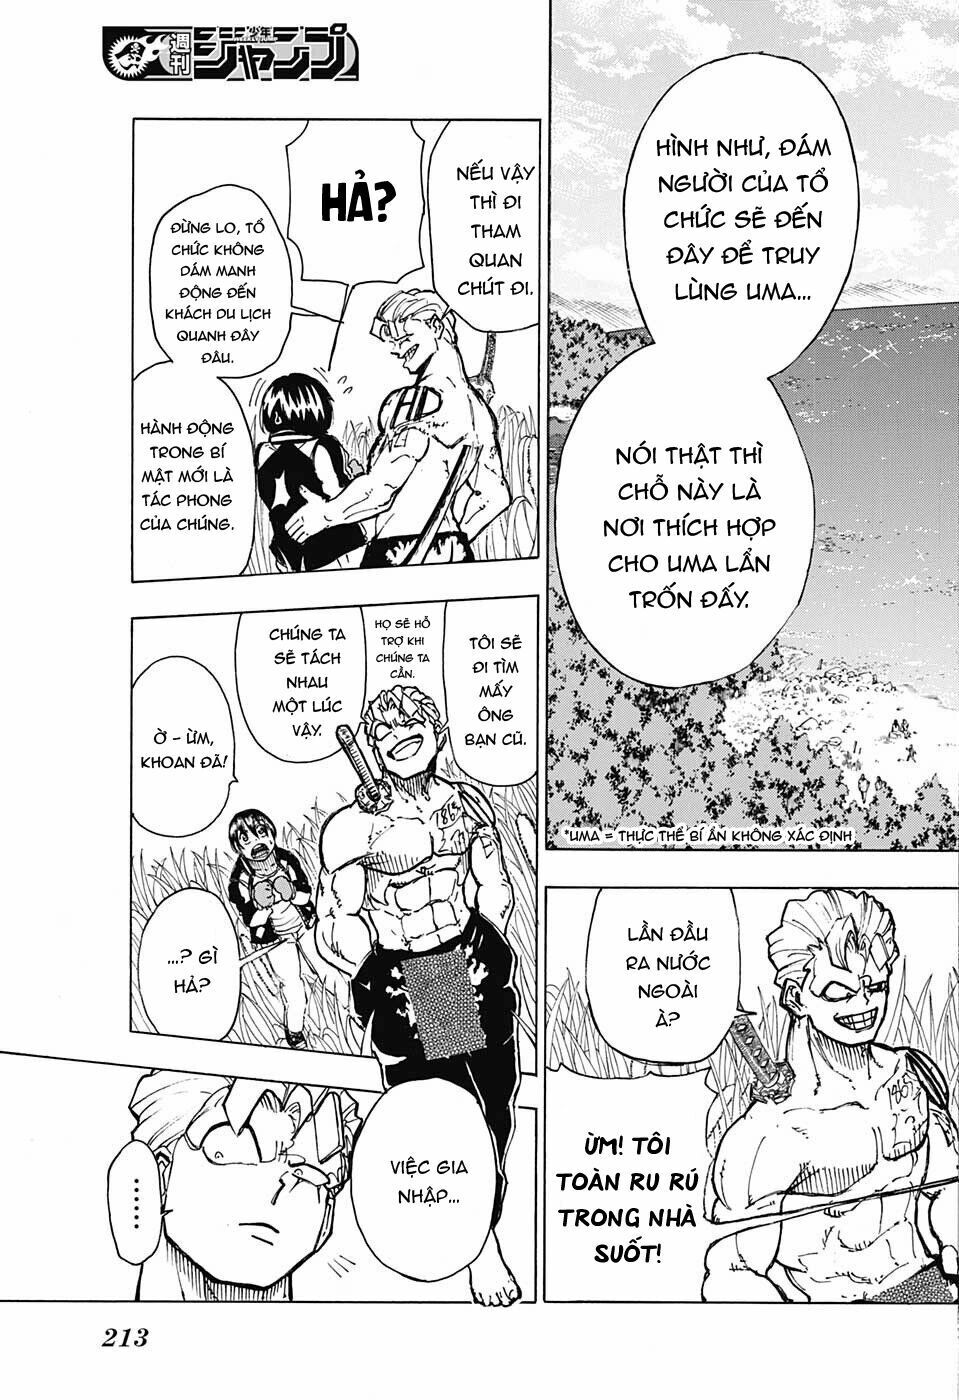 週刊
少年
WEEKLY JUMP
ジャンプ
HÌNH NHƯ, ĐÁM
NGƯỜI CỦA TỔ
CHỨC SẼ ĐẾN
ĐÂY ĐỂ TRUY
LÙNG UMA...
NÓI THẬT THÌ
CHỖ NÀY LÀ
NƠI THÍCH HỢP
CHO UMA LẨN
TRỐN ĐẤY.
*UMA = THỰC THỂ BÍ ẨN KHÔNG XÁC ĐỊNH
LẦN ĐẦU
RA NƯỚC
NGOÀI
À?
ỪM! TÔI
TOÀN RU RÚ
TRONG NHÀ
SUỐT!
NẾU VẬY
THÌ ĐI
THAM
QUAN
CHÚT ĐI.
HẢ?
ĐỪNG LO, TỔ
CHỨC KHÔNG
DÁM MANH
ĐỘNG ĐẾN
KHÁCH DU LỊCH
QUANH ĐÂY
ĐÂU.
HÀNH ĐỘNG
TRONG BÍ
MẬT MỚI LÀ
TÁC PHONG
CỦA CHÚNG.
HD
TÔI SẼ
ĐI TÌM
MẤY
ÔNG
BẠN CŨ.
HỌ SẼ HỖ
TRỢ KHI
CHÚNG TA
CẦN.
CHÚNG TA
SẼ TÁCH
NHAU
MỘT LÚC
VẬY.
Ờ - ỪM,
KHOAN ĐÃ!
...? GÌ
HẢ?
1865
VIỆC GIA
NHẬP...
......
213